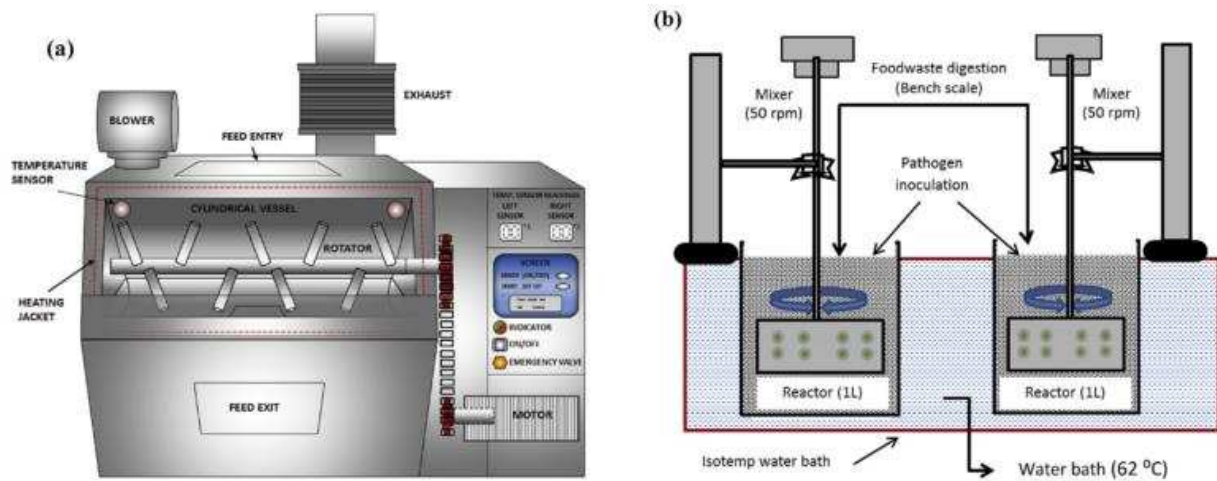 (a)
BLOWER
EXHAUST
FEED ENTRY
TEMPERATURE
SENSOR
CYLINDRICAL VESSEL
ROTATOR
HEATING
JACKET
FEED EXIT
LEFT
SENSOR
RIGHT
SENSOR
SCREEN
INDICATOR
ON/OFF
EMERGENCY VALVE
MOTOR
(b)
Mixer
(50 rpm)
Foodwaste digestion
(Bench scale)
Mixer
(50 rpm)
Pathogen
inoculation
Reactor (1L)
Reactor (1L)
Isotemp water bath
Water bath (62 °C)